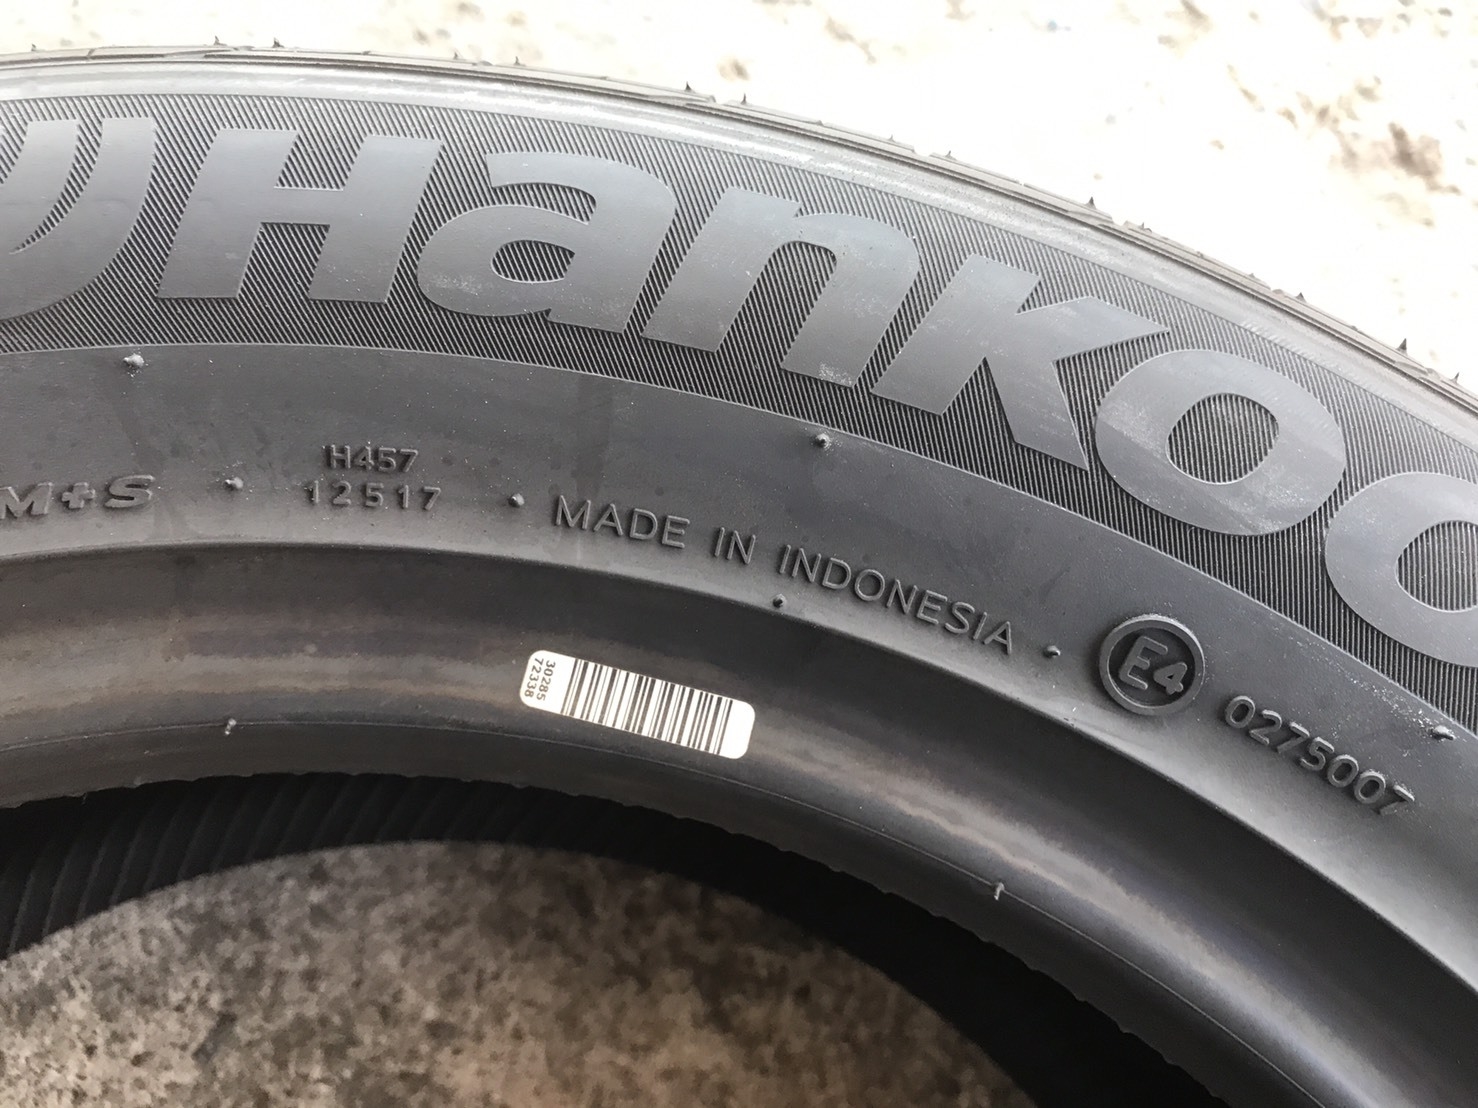 Hankoo
M+S
H457
12517
MADE IN INDONESIA
E4
0275007
30285
72338